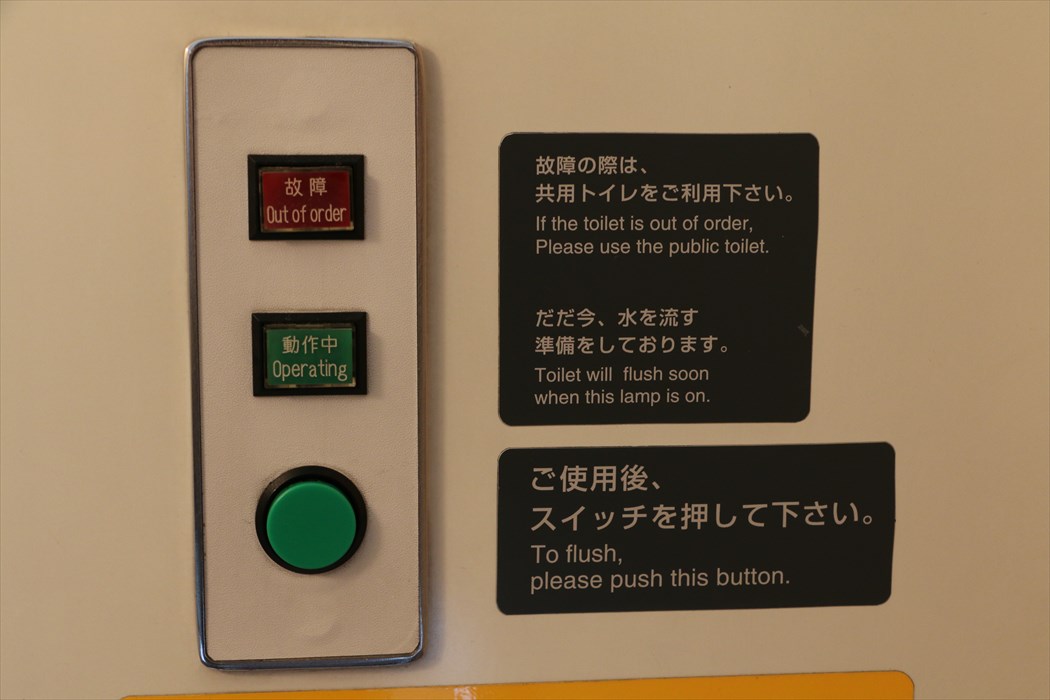 故障
Out of order
動作中
Operating
故障の際は、
共用トイレをご利用下さい。
If the toilet is out of order,
Please use the public toilet.
だだ今、水を流す
準備をしております。
Toilet will flush soon
when this lamp is on.
ご使用後、
スイッチを押して下さい。
To flush,
please push this button.